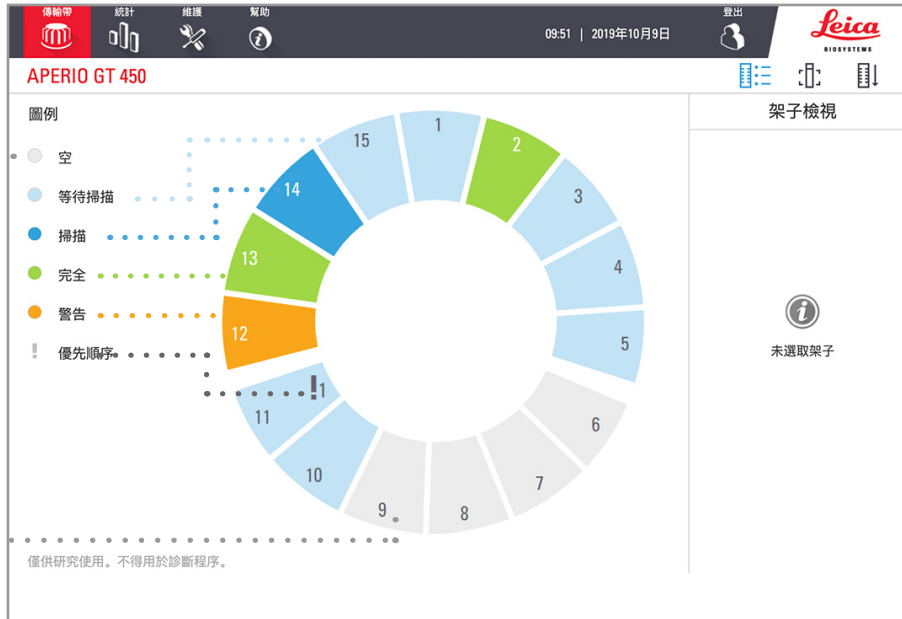 傳輸帶
統計
維護
幫助
09:51 | 2019年10月9日
登出
Leica
BIOSYSTEMS
APERIO GT 450
圖例
空
等待掃描
掃描
完全
警告
優先順序
1
2
3
4
5
6
7
8
9
10
11
!1
12
13
14
15
架子檢視
未選取架子
僅供研究使用。不得用於診斷程序。